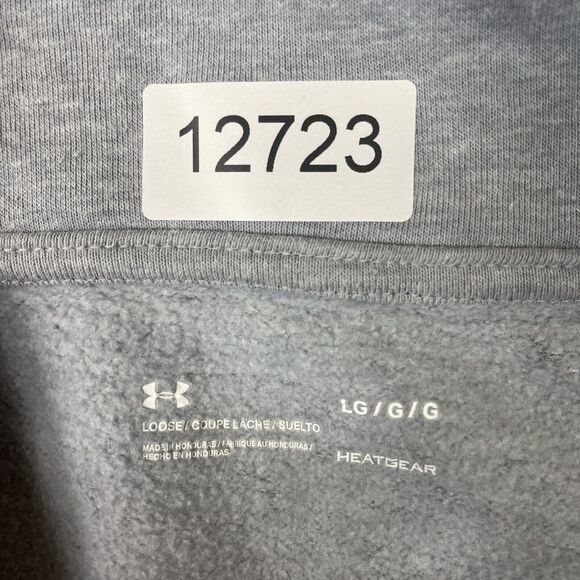 12723
LOOSE / COUPE LÂCHE / SUELTO
MADE IN HONDURAS / FABRIQUÉ AU HONDURAS /
HECHO EN HONDURAS
LG / G / G
HEATGEAR